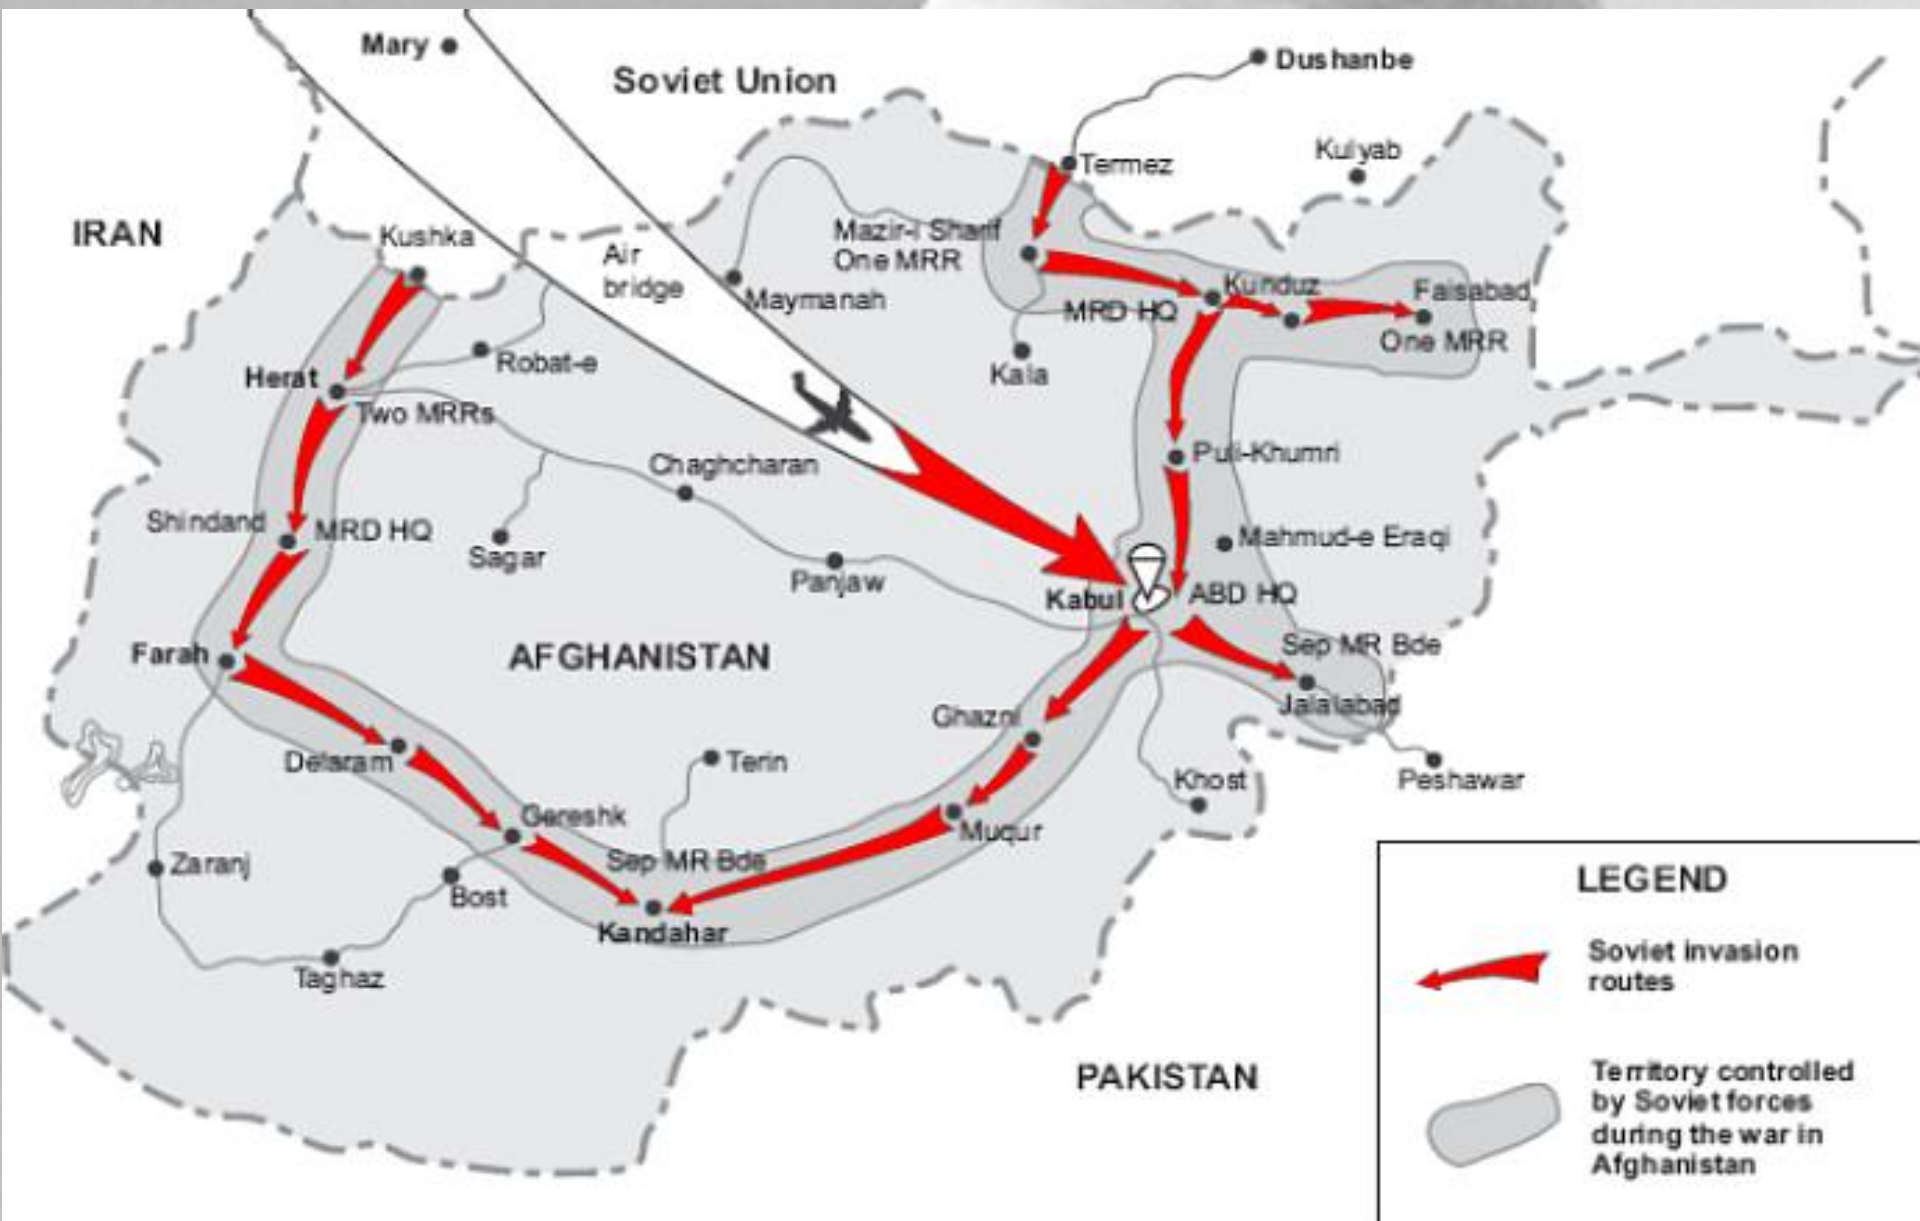 Mary
Soviet Union
Dushanbe
Termez
Kulyab
IRAN
Kushka
Air
bridge
Maymanah
Mazir-i Sharif
One MRR
MRD HQ
Kunduz
Faisabad
One MRR
Kala
Robat-e
Herat
Two MRRs
Chaghcharan
Puli-Khumri
Shindand
MRD HQ
Sagar
Panjaw
Mahmud-e Eraqi
Kabul
ABD HQ
Farah
AFGHANISTAN
Sep MR Bde
Jalalabad
Ghazni
Delaram
Terin
Khost
Peshawar
Gereshk
Muqur
Zaranj
Bost
Sep MR Bde
Kandahar
Taghaz
PAKISTAN
LEGEND
Soviet invasion
routes
Territory controlled
by Soviet forces
during the war in
Afghanistan